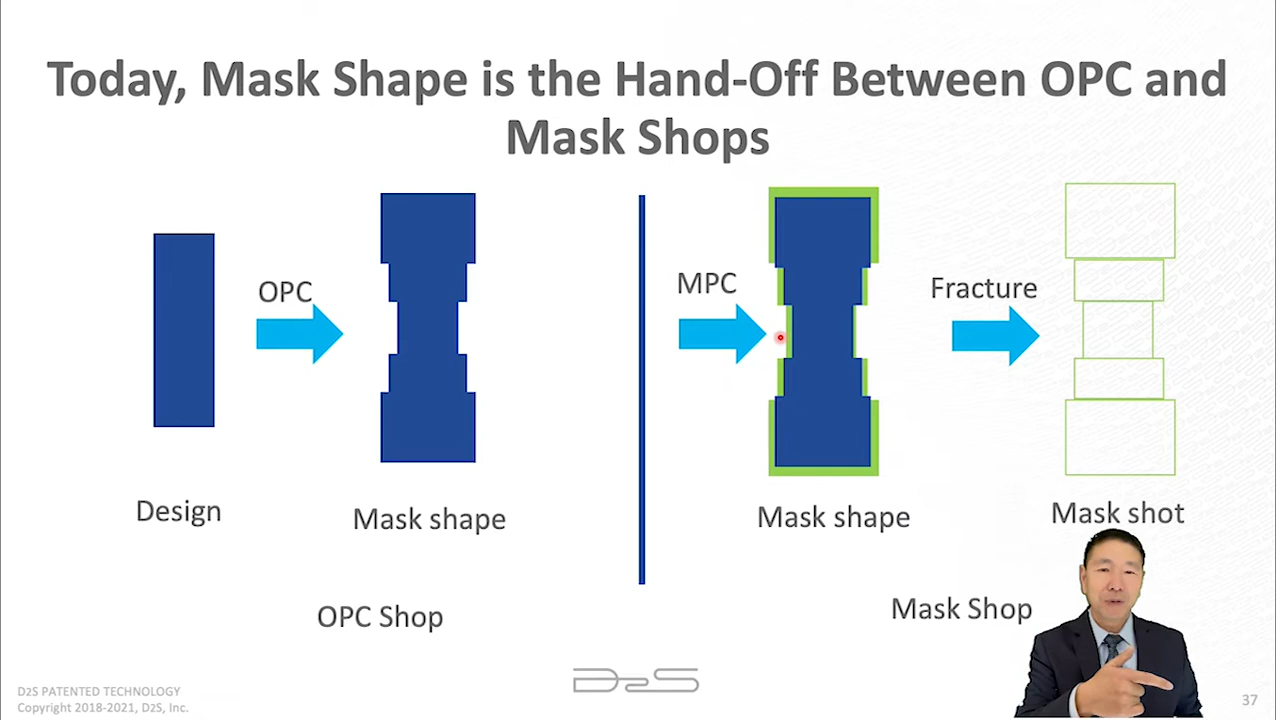 Today, Mask Shape is the Hand-Off Between OPC and
Mask Shops
OPC
MPC
Fracture
Design
Mask shape
Mask shape
Mask shot
OPC Shop
Mask Shop
D2S
D2S PATENTED TECHNOLOGY
Copyright 2018-2021, D2S, Inc.
37